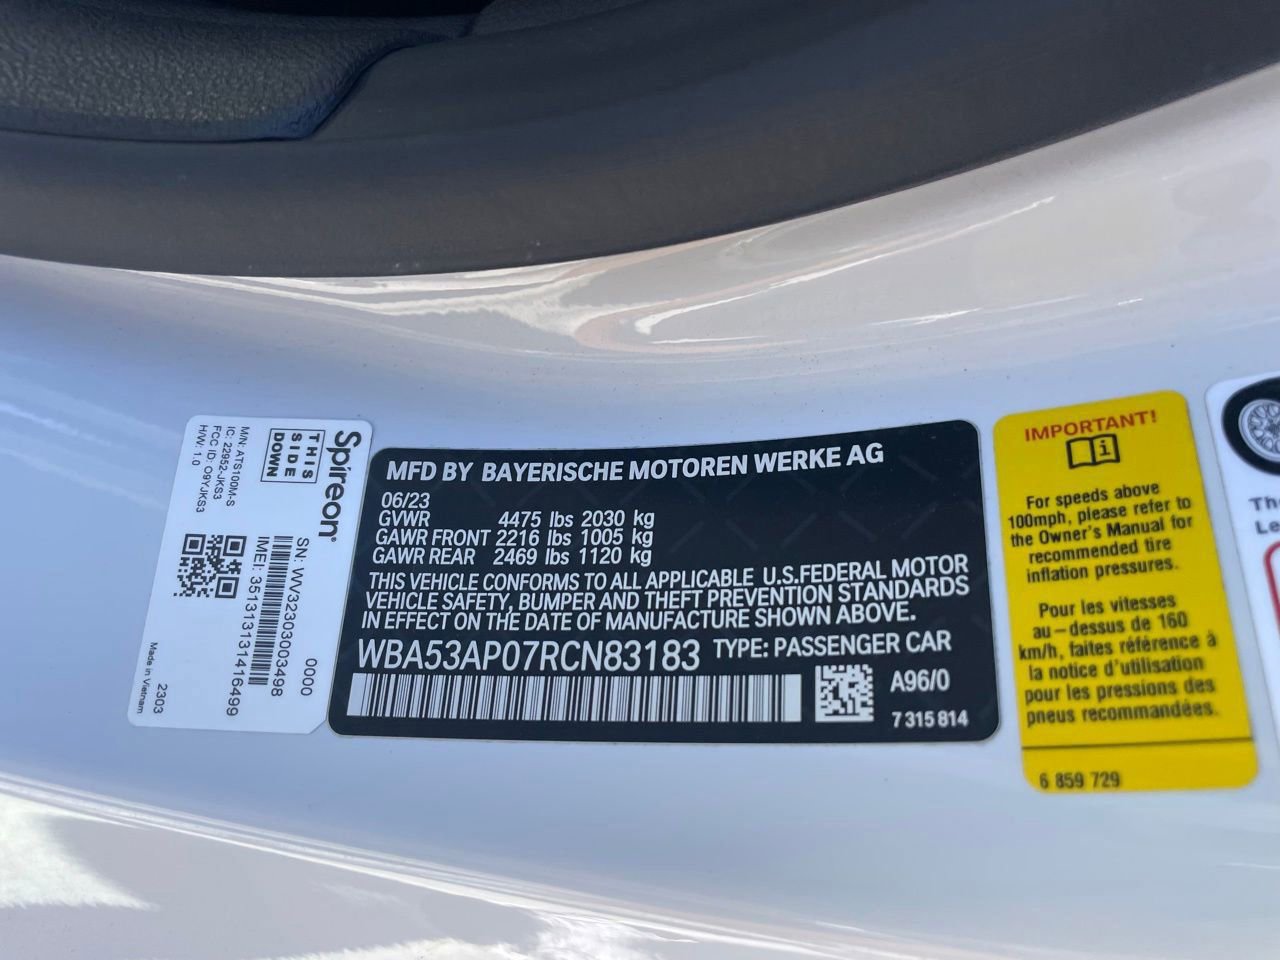 Spireon®
THIS
SIDE
DOWN
M/N: ATS100M-S
IC: 22952-JKS3
FCC ID: O9YJKS3
H/W: 1.0
SN: VV32303003498
0000
IMEI: 351313131416499
2303
Made in Vietnam
MFD BY BAYERISCHE MOTOREN WERKE AG
06/23
GVWR 4475 lbs 2030 kg
GAWR FRONT 2216 lbs 1005 kg
GAWR REAR 2469 lbs 1120 kg
THIS VEHICLE CONFORMS TO ALL APPLICABLE U.S.FEDERAL MOTOR
VEHICLE SAFETY, BUMPER AND THEFT PREVENTION STANDARDS
IN EFFECT ON THE DATE OF MANUFACTURE SHOWN ABOVE.
WBA53AP07RCN83183 TYPE: PASSENGER CAR
A96/0
7 315 814
IMPORTANT!
For speeds above
100mph, please refer to
the Owner's Manual for
recommended tire
inflation pressures.
Pour les vitesses
au-dessus de 160
km/h, faites référence à
la notice d'utilisation
pour les pressions des
pneus recommandées.
6 859 729